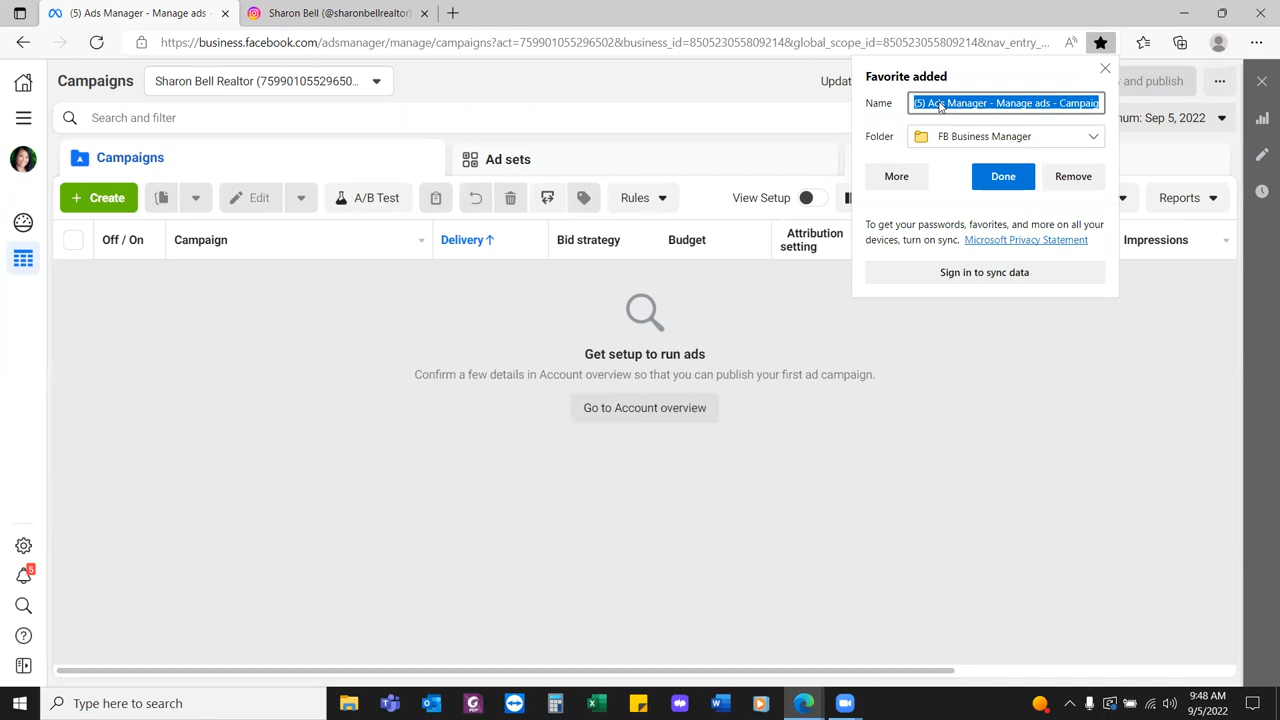 (5) Ads Manager - Manage ads -
Sharon Bell (@sharonbellrealtor)
https://business.facebook.com/adsmanager/manage/campaigns?act=759901055296502&business_id=850523055809214&global_scope_id=850523055809214&nav_entry_...
Favorite added
Campaigns
Sharon Bell Realtor (75990105529650...
and publish
Name
(5) Ads Manager - Manage ads - Campaig
Search and filter
num: Sep 5, 2022
Folder
FB Business Manager
Campaigns
Ad sets
More
Done
Remove
Create
Edit
A/B Test
Rules
View Setup
Reports
To get your passwords, favorites, and more on all your
devices, turn on sync. Microsoft Privacy Statement
Off / On
Campaign
Delivery↑
Bid strategy
Budget
Attribution
setting
Impressions
Sign in to sync data
Get setup to run ads
Confirm a few details in Account overview so that you can publish your first ad campaign.
Go to Account overview
5
Type here to search
9:48 AM
9/5/2022